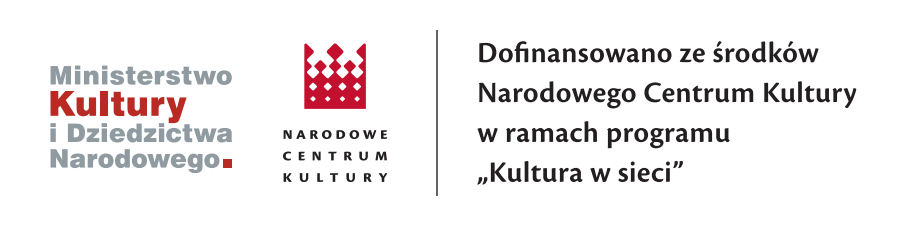 Ministerstwo
Kultury
i Dziedzictwa
Narodowego.
NARODOWE
CENTRUM
KULTURY
Dofinansowano ze środków
Narodowego Centrum Kultury
w ramach programu
„Kultura w sieci”